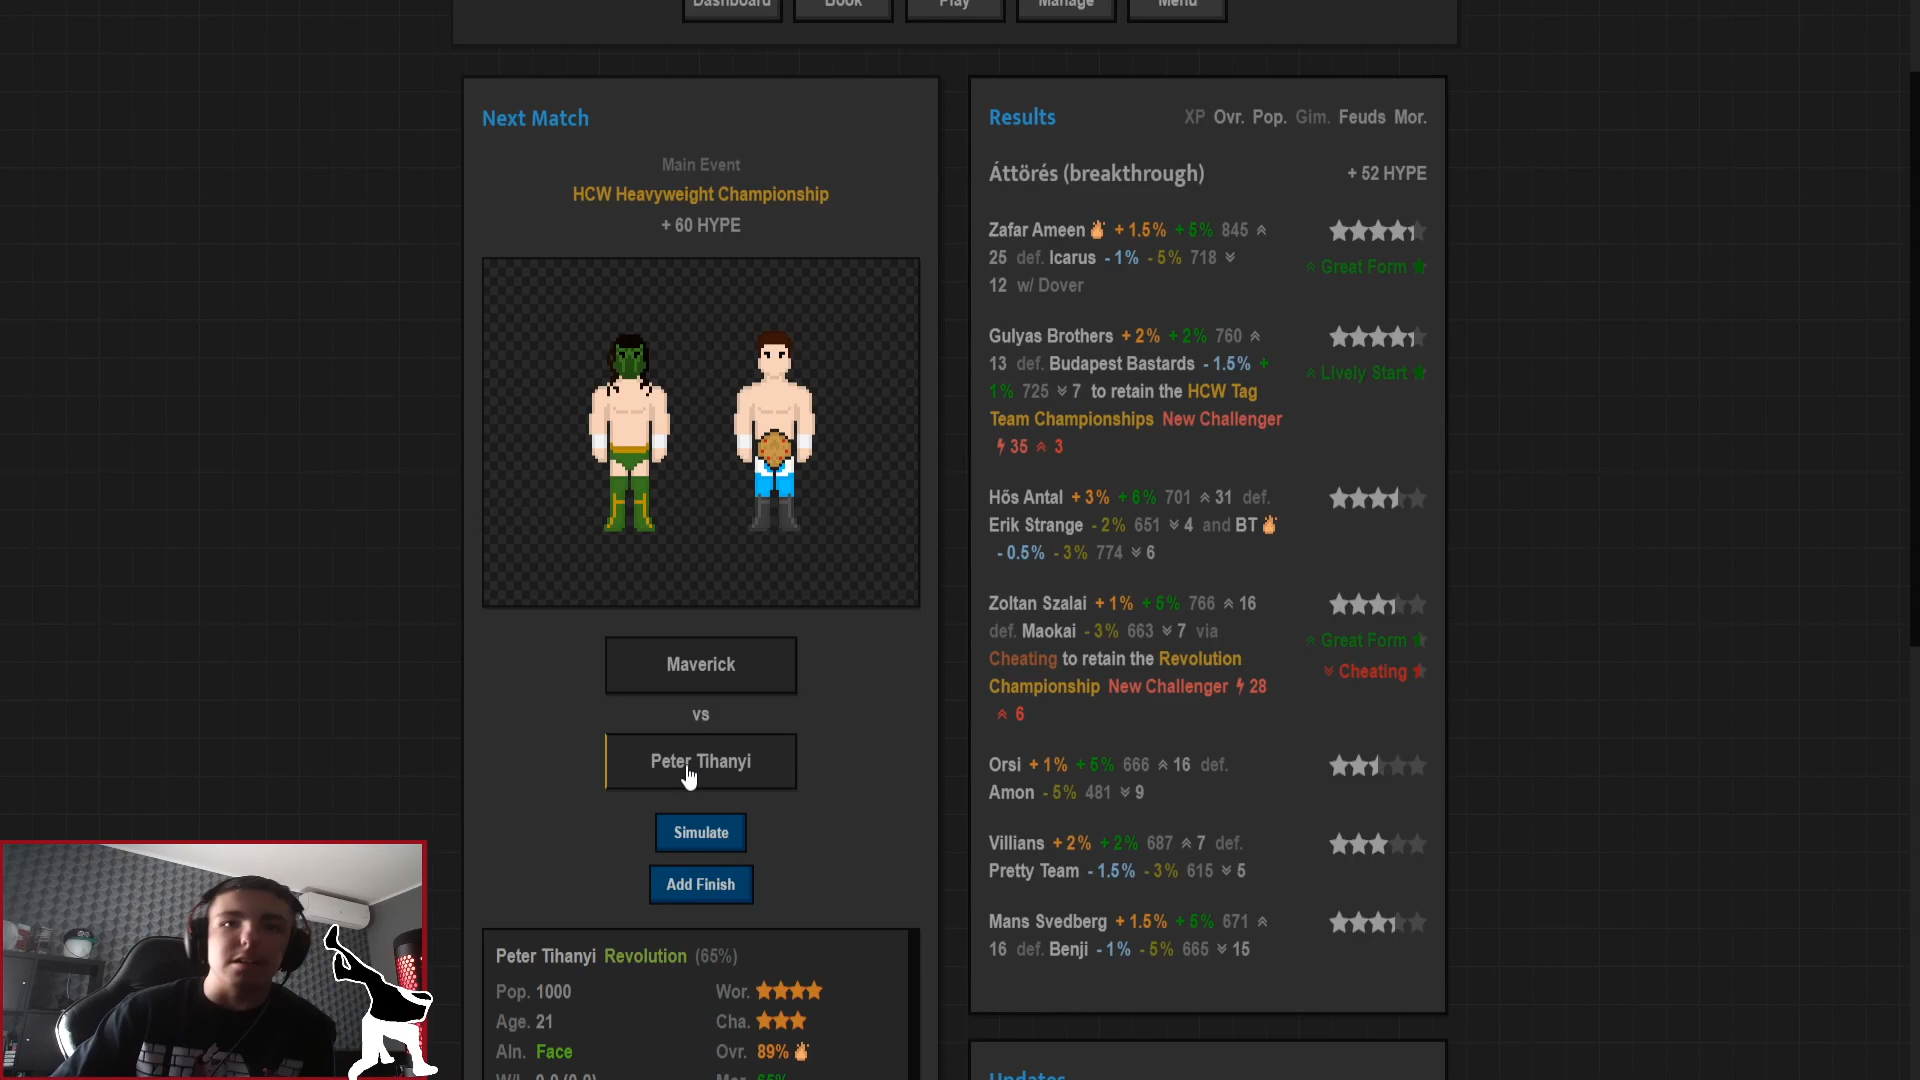 Dashboard Book Play Manage Menu
Next Match
Main Event
HCW Heavyweight Championship
+ 60 HYPE
Maverick
vs
Peter Tihanyi
Simulate
Add Finish
Peter Tihanyi Revolution (65%)
Pop. 1000 Wor.
Age. 21 Cha.
Aln. Face Ovr. 89%
Results XP Ovr. Pop. Gim. Feuds Mor.
Áttörés (breakthrough) + 52 HYPE
Zafar Ameen + 1.5% + 5% 845
25 def. Icarus - 1% - 5% 718 Great Form
12 w/ Dover
Gulyas Brothers + 2% + 2% 760
13 def. Budapest Bastards - 1.5% + Lively Start
1% 725 7 to retain the HCW Tag
Team Championships New Challenger
35 3
Hős Antal + 3% + 6% 701 31 def.
Erik Strange - 2% 651 4 and BT
- 0.5% - 3% 774 6
Zoltan Szalai + 1% + 5% 766 16
def. Maokai - 3% 663 7 via Great Form
Cheating to retain the Revolution Cheating
Championship New Challenger 28
6
Orsi + 1% + 5% 666 16 def.
Amon - 5% 481 9
Villians + 2% + 2% 687 7 def.
Pretty Team - 1.5% - 3% 615 5
Mans Svedberg + 1.5% + 5% 671
16 def. Benji - 1% - 5% 665 15
Updates